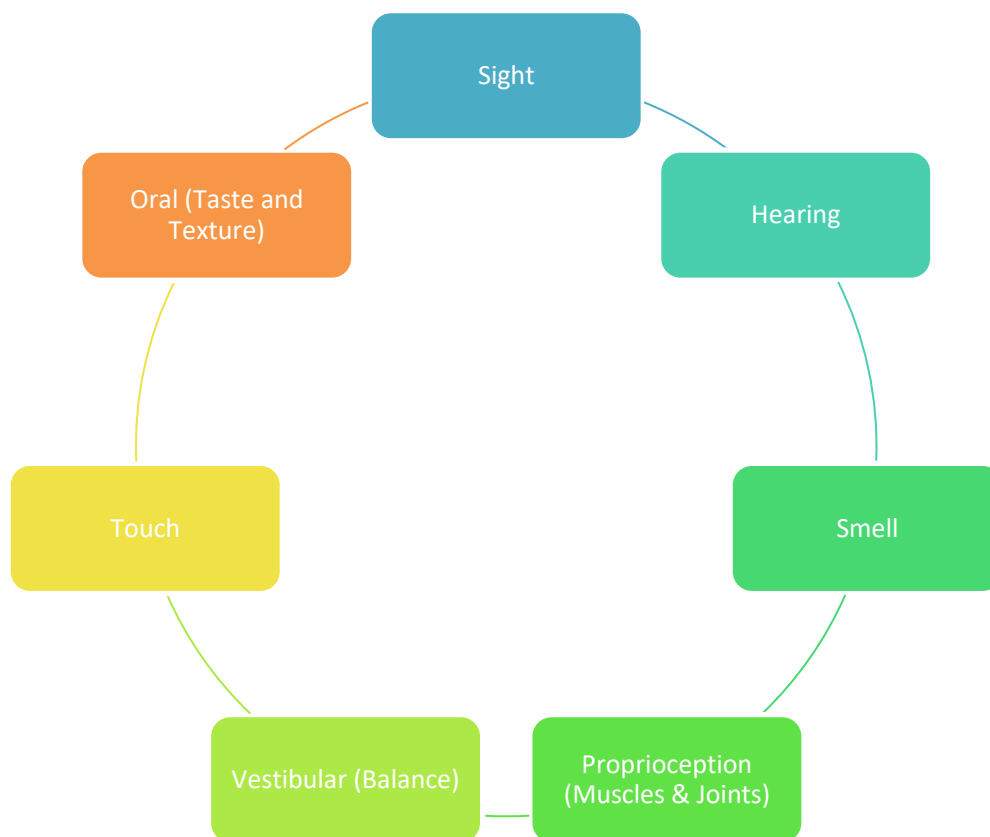 Sight
Hearing
Smell
Proprioception
(Muscles & Joints)
Vestibular (Balance)
Touch
Oral (Taste and
Texture)